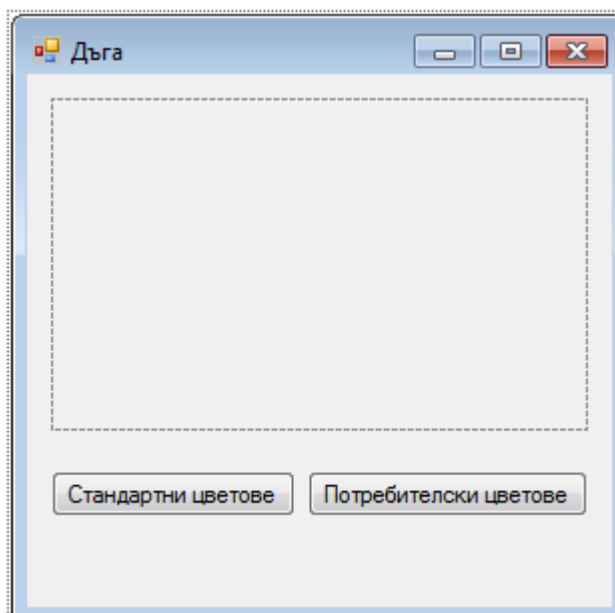 Дъга
Стандартни цветове
Потребителски цветове